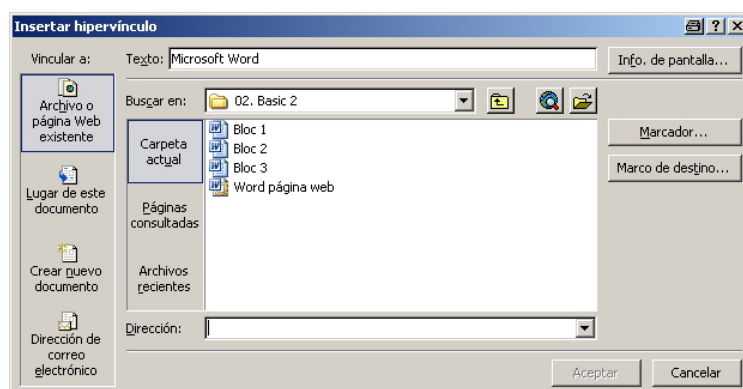 Insertar hipervínculo
Vincular a:
Texto: Microsoft Word
Info. de pantalla...
Archivo o
página Web
existente
Lugar de este
documento
Crear nuevo
documento
Dirección de
correo
electrónico
Buscar en: 02. Basic 2
Carpeta
actual
Páginas
consultadas
Archivos
recientes
Bloc 1
Bloc 2
Bloc 3
Word página web
Marcador...
Marco de destino...
Dirección:
Aceptar
Cancelar